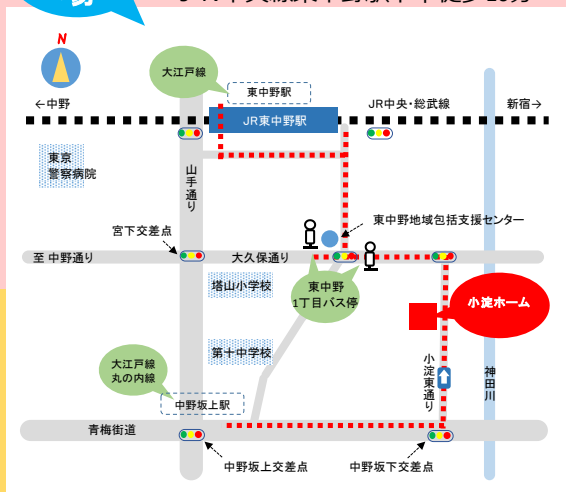 N
大江戸線
東中野駅
←中野
JR中央・総武線
新宿→
JR東中野駅
東京
警察病院
山手通り
東中野地域包括支援センター
宮下交差点
至 中野通り
大久保通り
塔山小学校
東中野
1丁目バス停
小淀ホーム
第十中学校
大江戸線
丸の内線
小淀東通り
神田川
中野坂上駅
青梅街道
中野坂上交差点
中野坂下交差点